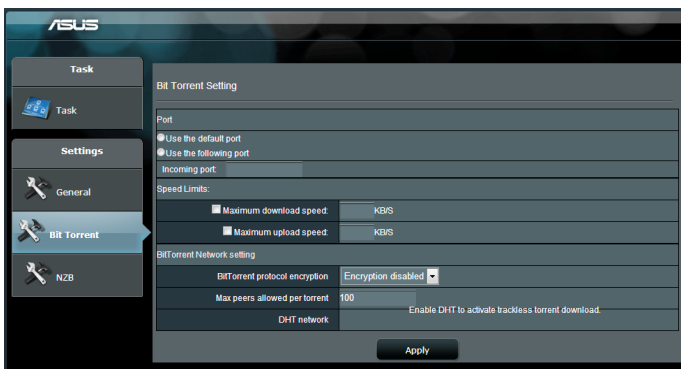 ASUS
Task
Task
Settings
General
Bit Torrent
NZB
Bit Torrent Setting
Port
Use the default port
Use the following port
Incoming port:
Speed Limits:
Maximum download speed: KB/S
Maximum upload speed: KB/S
BitTorrent Network setting
BitTorrent protocol encryption Encryption disabled
Max peers allowed per torrent 100
DHT network Enable DHT to activate trackless torrent download.
Apply